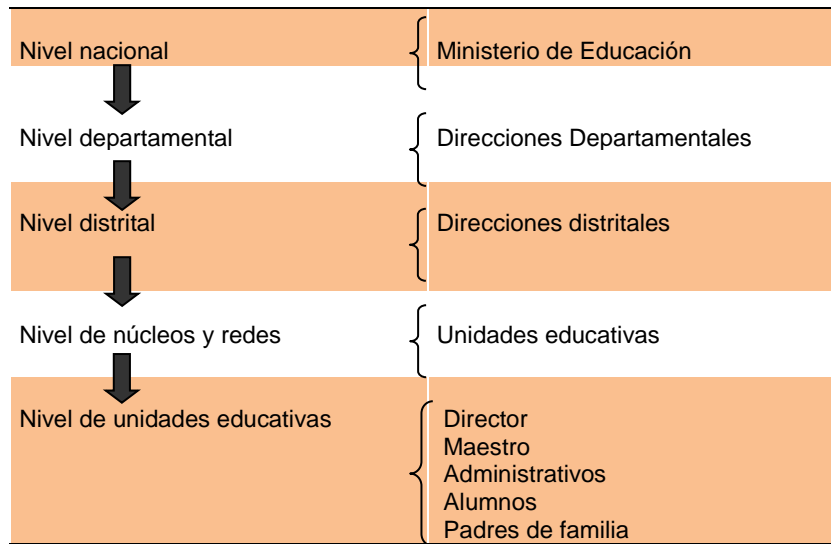 Nivel nacional
Ministerio de Educación
Nivel departamental
Direcciones Departamentales
Nivel distrital
Direcciones distritales
Nivel de núcleos y redes
Unidades educativas
Nivel de unidades educativas
Director
Maestro
Administrativos
Alumnos
Padres de familia